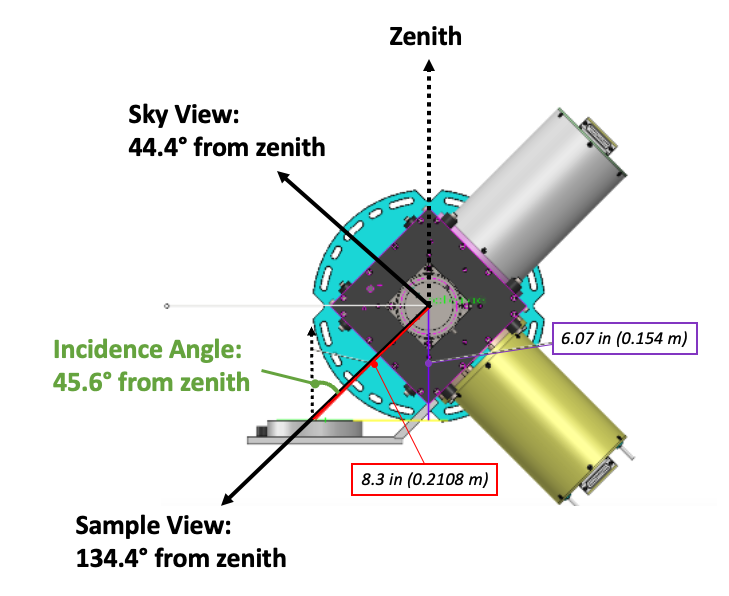 Zenith
Sky View:
44.4° from zenith
6.07 in (0.154 m)
Incidence Angle:
45.6° from zenith
8.3 in (0.2108 m)
Sample View:
134.4° from zenith